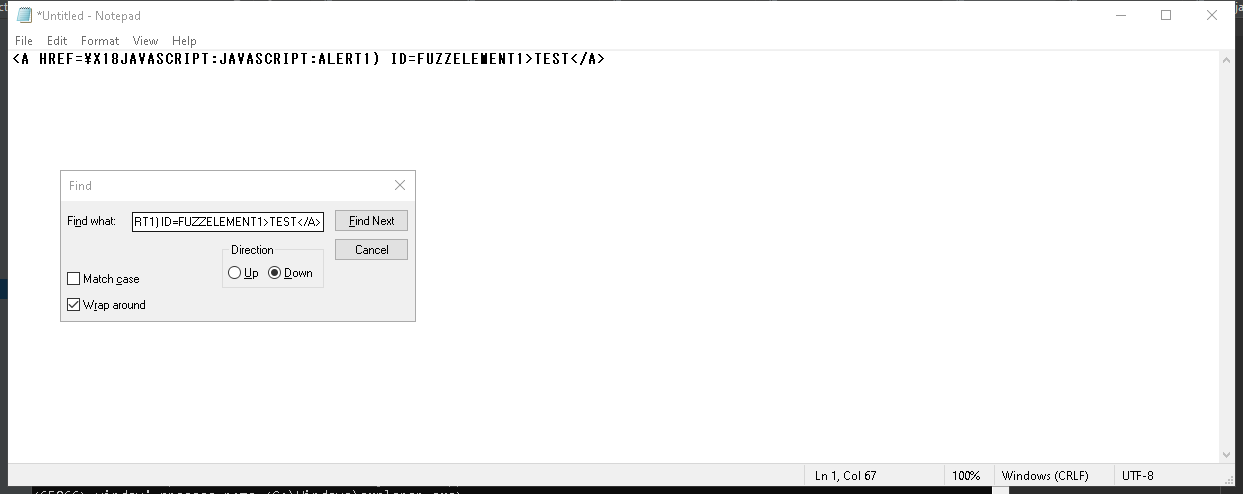 *Untitled - Notepad
File Edit Format View Help
<A HREF=¥X18JAVASCRIPT:JAVASCRIPT:ALERT1) ID=FUZZELEMENT1>TEST</A>
Find
Find what: RT1) ID=FUZZELEMENT1>TEST</A> Find Next
Direction Cancel
Up Down
Match case
Wrap around
Ln 1, Col 67 100% Windows (CRLF) UTF-8